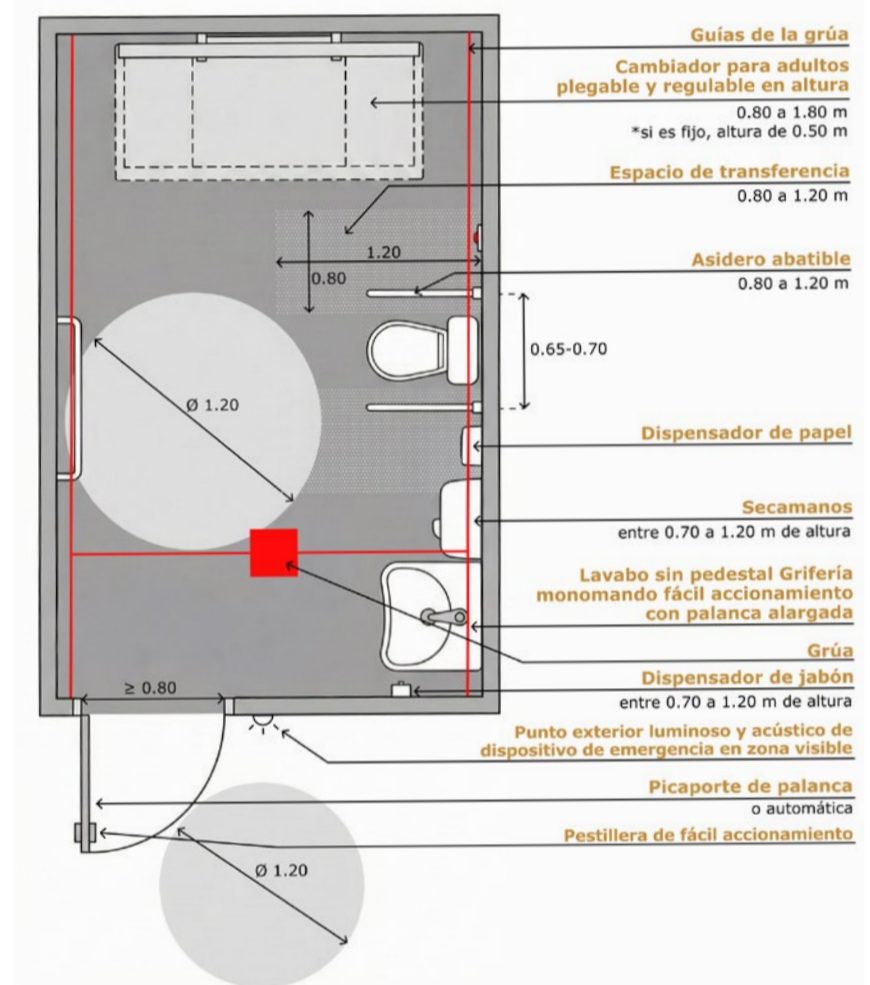 Guías de la grúa
Cambiador para adultos
plegable y regulable en altura
0.80 a 1.80 m
*si es fijo, altura de 0.50 m
Espacio de transferencia
0.80 a 1.20 m
1.20
0.80
Asidero abatible
0.80 a 1.20 m
0.65-0.70
Ø 1.20
Dispensador de papel
Secamanos
entre 0.70 a 1.20 m de altura
Lavabo sin pedestal Grifería
monomando fácil accionamiento
con palanca alargada
Grúa
Dispensador de jabón
entre 0.70 a 1.20 m de altura
≥ 0.80
Punto exterior luminoso y acústico de
dispositivo de emergencia en zona visible
Picaporte de palanca
o automática
Pestillera de fácil accionamiento
Ø 1.20